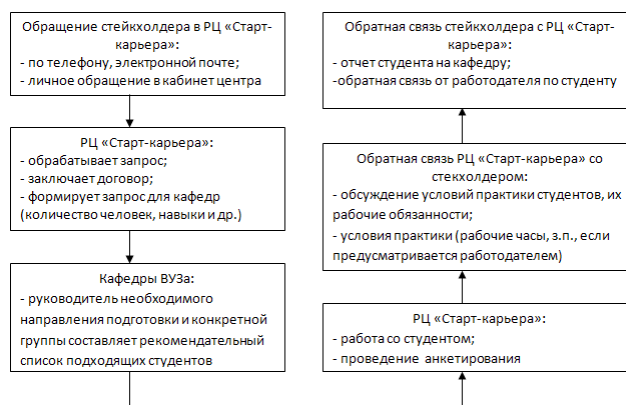 Обращение стейкхолдера в РЦ «Старт-
карьера»:
- по телефону, электронной почте;
- личное обращение в кабинет центра
РЦ «Старт-карьера»:
- обрабатывает запрос;
- заключает договор;
- формирует запрос для кафедр
(количество человек, навыки и др.)
Кафедры ВУЗа:
- руководитель необходимого
направления подготовки и конкретной
группы составляет рекомендательный
список подходящих студентов
Обратная связь стейкхолдера с РЦ «Старт-
карьера»:
- отчет студента на кафедру;
-обратная связь от работодателя по студенту
Обратная связь РЦ «Старт-карьера» со
стекхолдером:
- обсуждение условий практики студентов, их
рабочие обязанности;
- условия практики (рабочие часы, з.п., если
предусматривается работодателем)
РЦ «Старт-карьера»:
- работа со студентом;
- проведение анкетирования